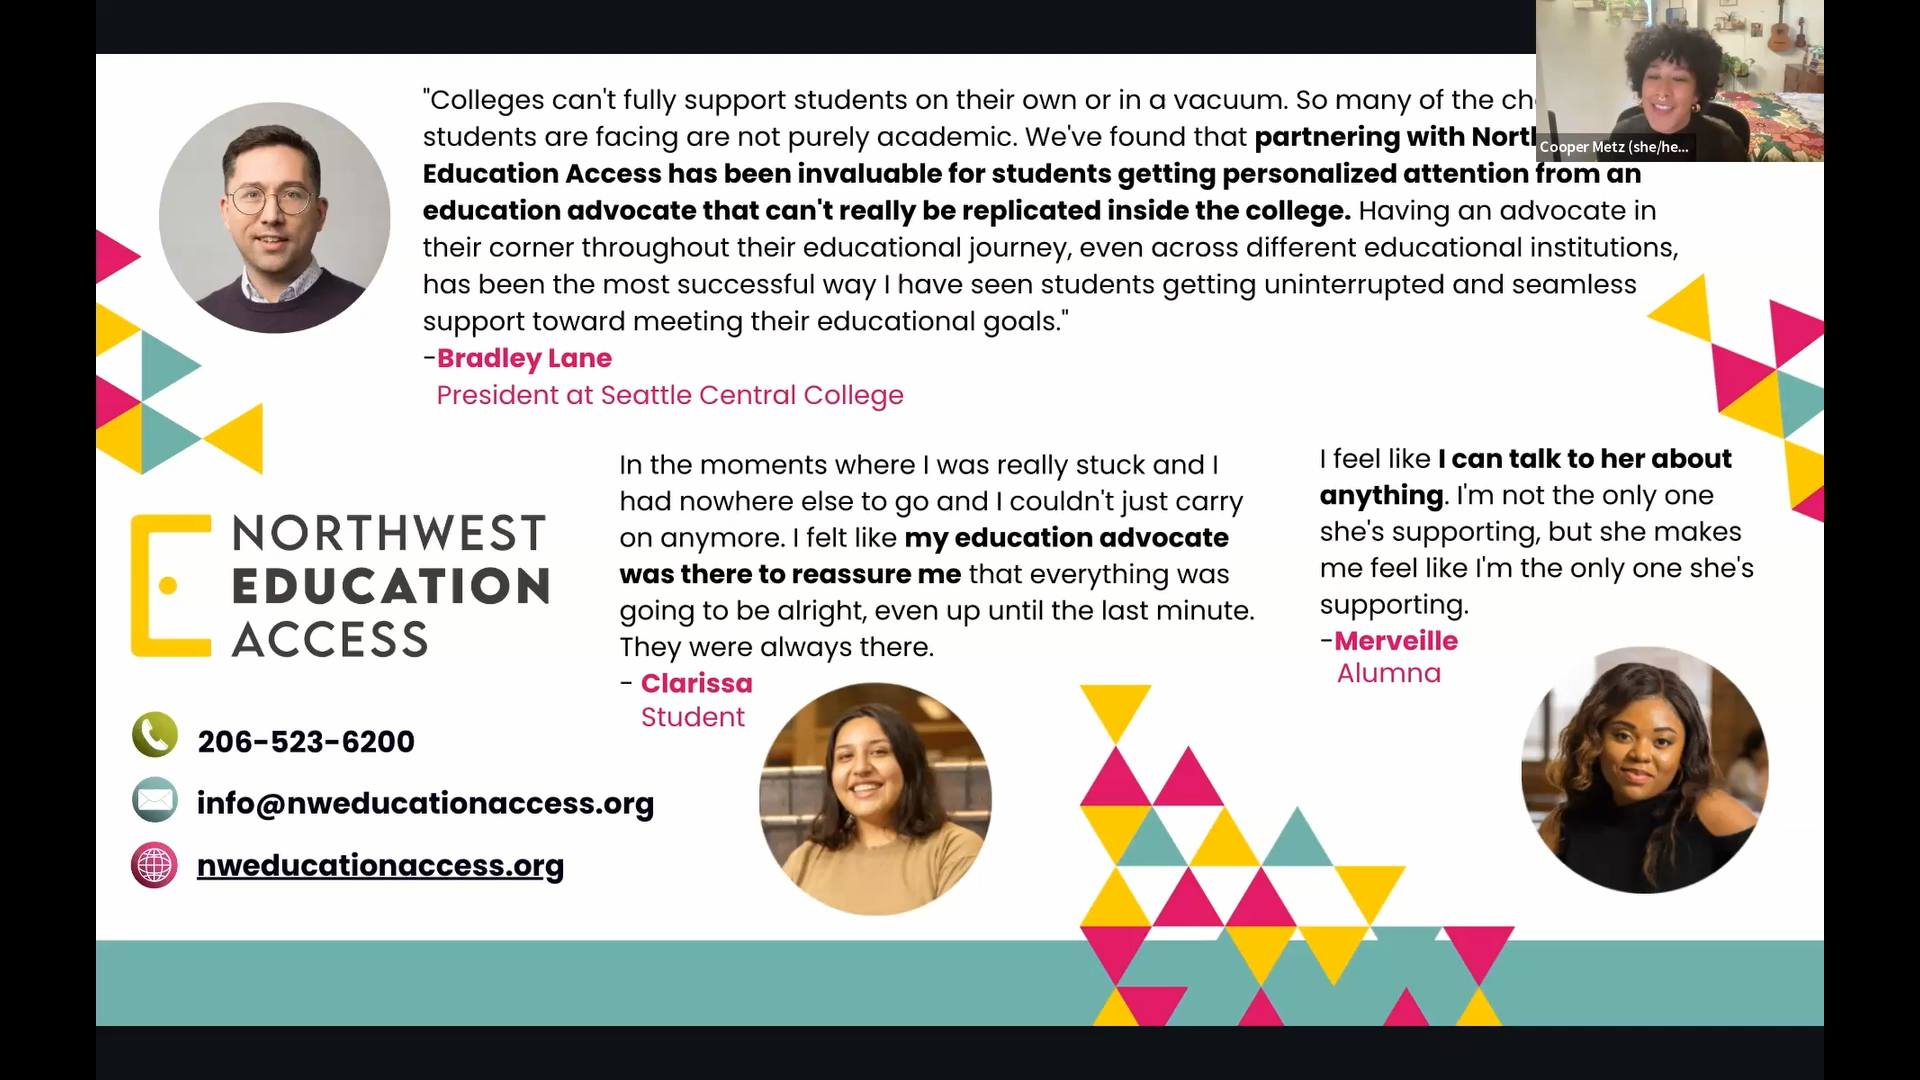 "Colleges can't fully support students on their own or in a vacuum. So many of the
students are facing are not purely academic. We've found that partnering with
Education Access has been invaluable for students getting personalized attention from an
education advocate that can't really be replicated inside the college. Having an advocate in
their corner throughout their educational journey, even across different educational institutions,
has been the most successful way I have seen students getting uninterrupted and seamless
support toward meeting their educational goals."
-Bradley Lane
President at Seattle Central College
Cooper Metz (she/he...
In the moments where I was really stuck and I
had nowhere else to go and I couldn't just carry
on anymore. I felt like my education advocate
was there to reassure me that everything was
going to be alright, even up until the last minute.
They were always there.
- Clarissa
Student
I feel like I can talk to her about
anything. I'm not the only one
she's supporting, but she makes
me feel like I'm the only one she's
supporting.
-Merveille
Alumna
NORTHWEST
EDUCATION
ACCESS
206-523-6200
info@nweducationaccess.org
nweducationaccess.org